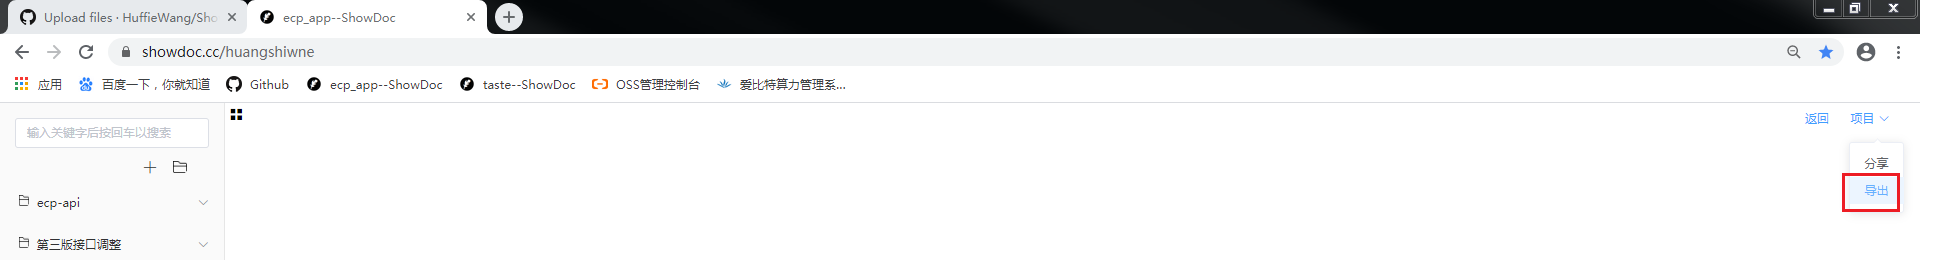 Upload files · HuffieWang/Sho
ecp_app--ShowDoc
showdoc.cc/huangshiwne
应用 百度一下，你就知道 Github ecp_app--ShowDoc taste--ShowDoc OSS管理控制台 爱比特算力管理系...
输入关键字后按回车以搜索
返回 项目
分享
导出
ecp-api
第三版接口调整